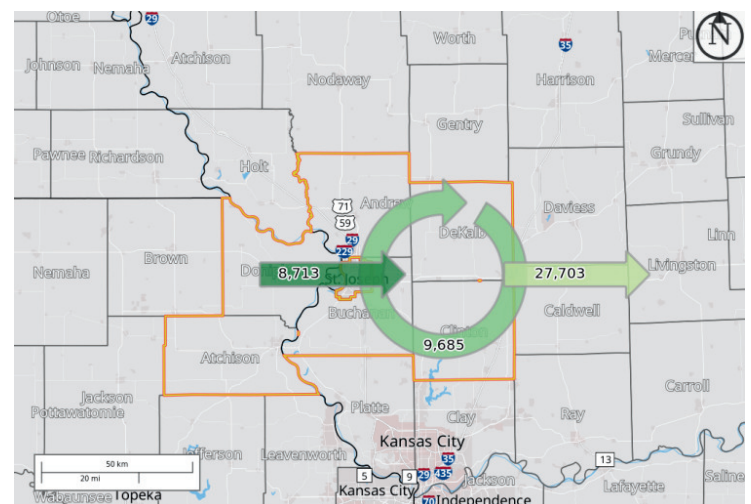 Otoe
29
Worth
N
Atchison
35
Mercer
Johnson
Nemaha
Harrison
Nodaway
Sullivan
Gentry
Pawnee
Richardson
Grundy
Holt
71
59
Daviess
DeKalb
Linn
Brown
29
229
Nemaha
8,713
27,703
Livingston
St. Joseph
Buchanan
Caldwell
9,685
Clinton
Atchison
Carroll
Jackson
Platte
Clay
Ray
Pottawatomie
Kansas City
Jefferson
Leavenworth
50 km
20 mi
35
13
5
9
29
435
Jackson
Lafayette
Saline
Kansas City
Wabaunsee
Topeka
70
Independence